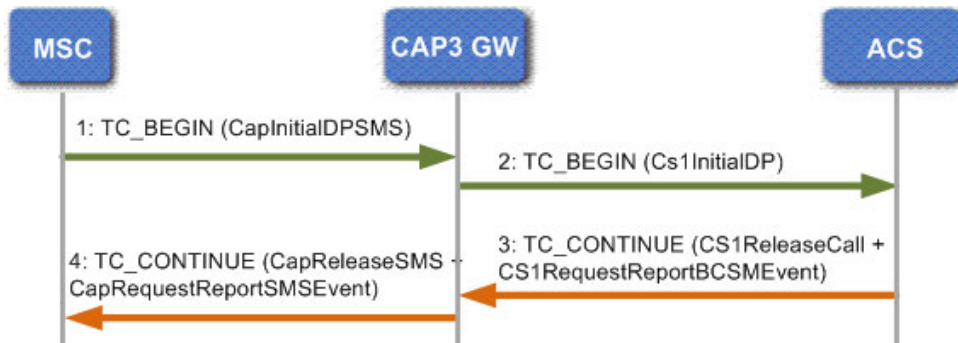 MSC
CAP3 GW
ACS
1: TC_BEGIN (CapInitialDPSMS)
2: TC_BEGIN (Cs1InitialDP)
3: TC_CONTINUE (CS1ReleaseCall +
CS1RequestReportBCSMEvent)
4: TC_CONTINUE (CapReleaseSMS +
CapRequestReportSMSEvent)